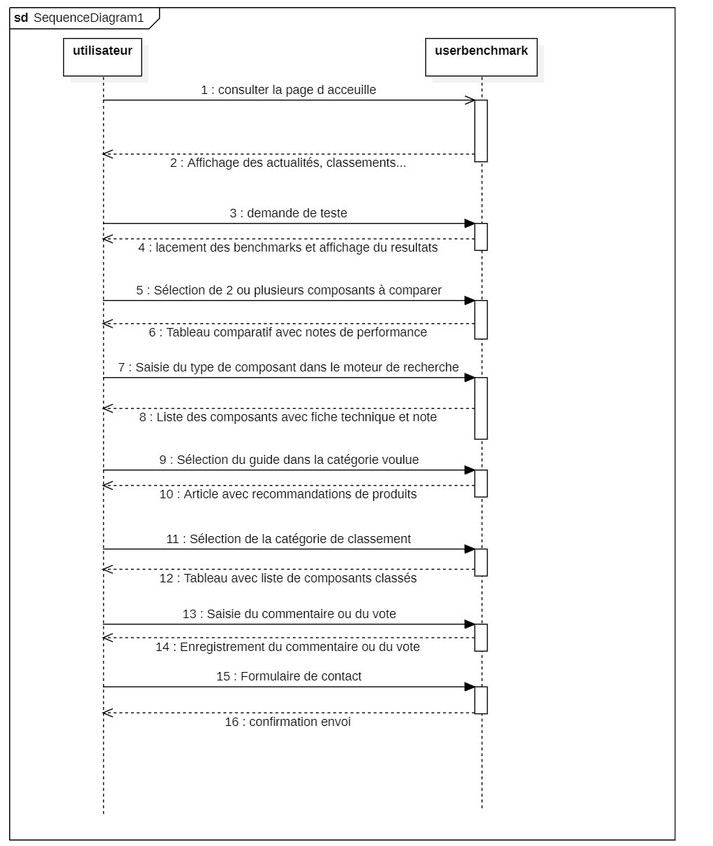 sd SequenceDiagram1
utilisateur
userbenchmark
1 : consulter la page d acceuille
2 : Affichage des actualités, classements...
3 : demande de teste
4 : lacement des benchmarks et affichage du resultats
5 : Sélection de 2 ou plusieurs composants à comparer
6 : Tableau comparatif avec notes de performance
7 : Saisie du type de composant dans le moteur de recherche
8 : Liste des composants avec fiche technique et note
9 : Sélection du guide dans la catégorie voulue
10 : Article avec recommandations de produits
11 : Sélection de la catégorie de classement
12 : Tableau avec liste de composants classés
13 : Saisie du commentaire ou du vote
14 : Enregistrement du commentaire ou du vote
15 : Formulaire de contact
16 : confirmation envoi